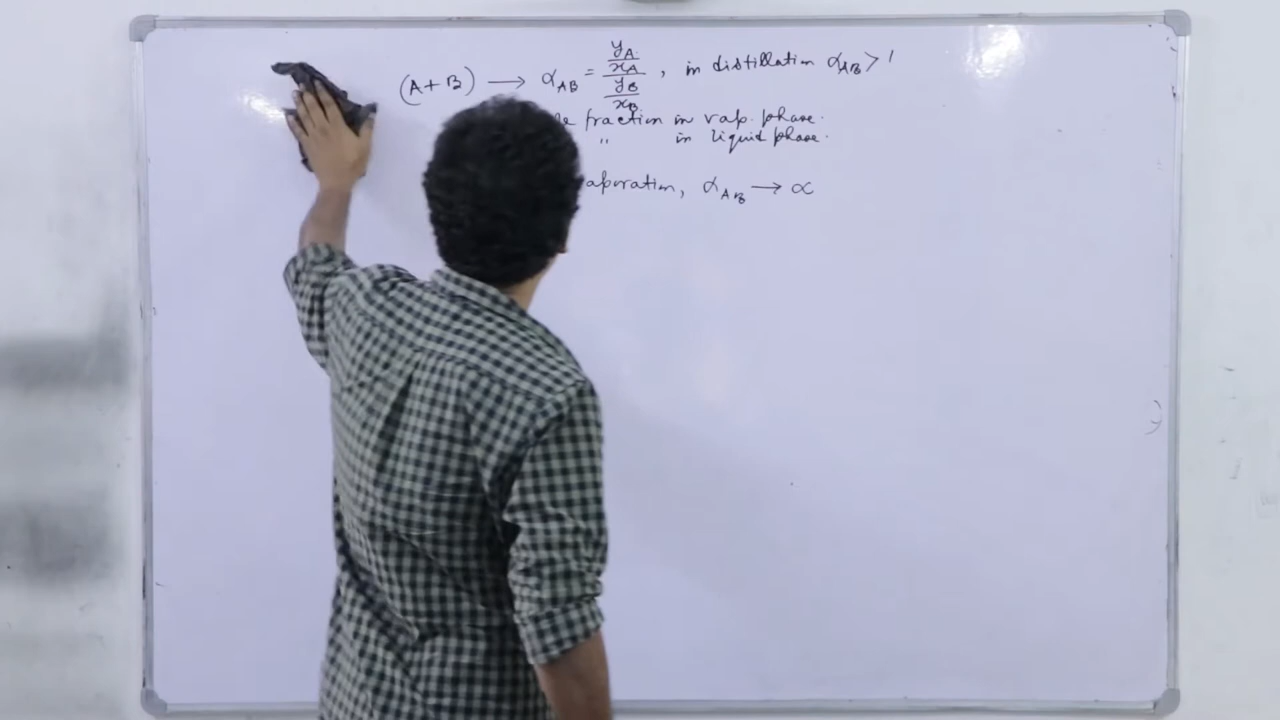 (A+B) → α_AB = (y_A / x_A) / (y_B / x_B) , in distillation α_AB > 1
fraction in vap. phase.
" in liquid phase.
aporation, α_AB → ∝